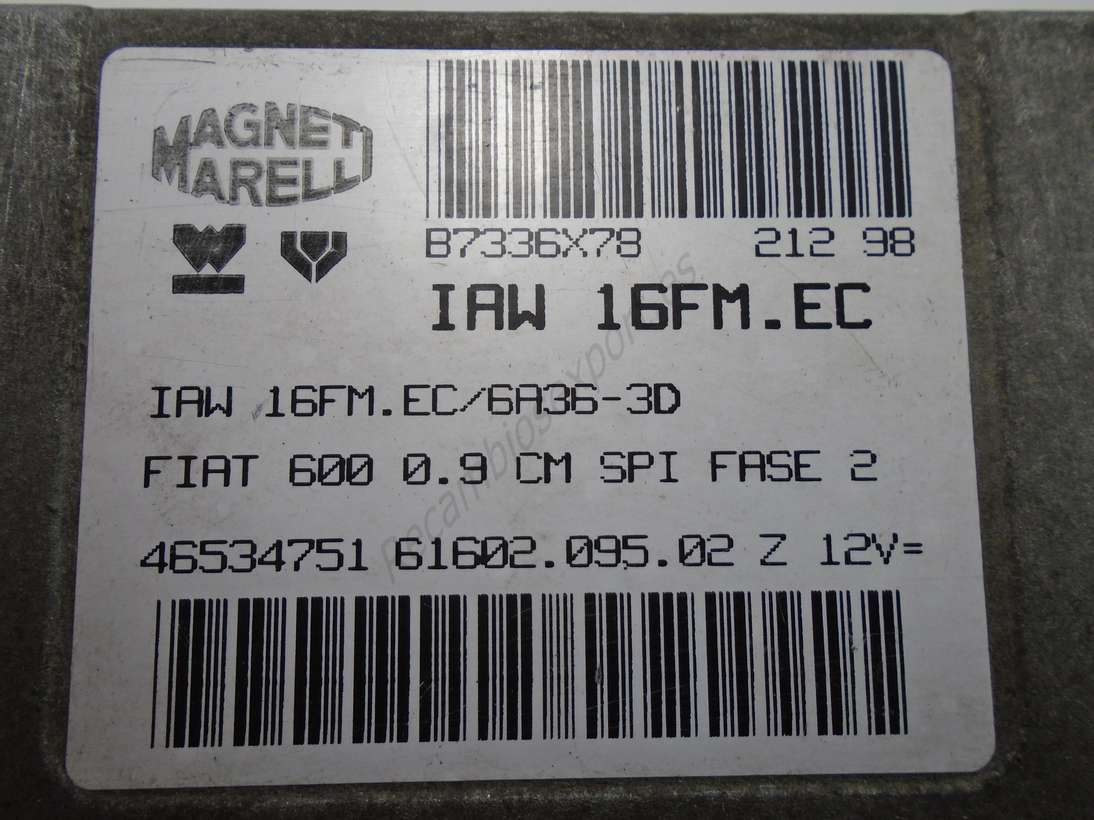 MAGNETI
MARELLI
B7336X78 212 98
IAW 16FM.EC
IAW 16FM.EC/6A36-3D
FIAT 600 0.9 CM SPI FASE 2
46534751 61602.095.02 Z 12V=